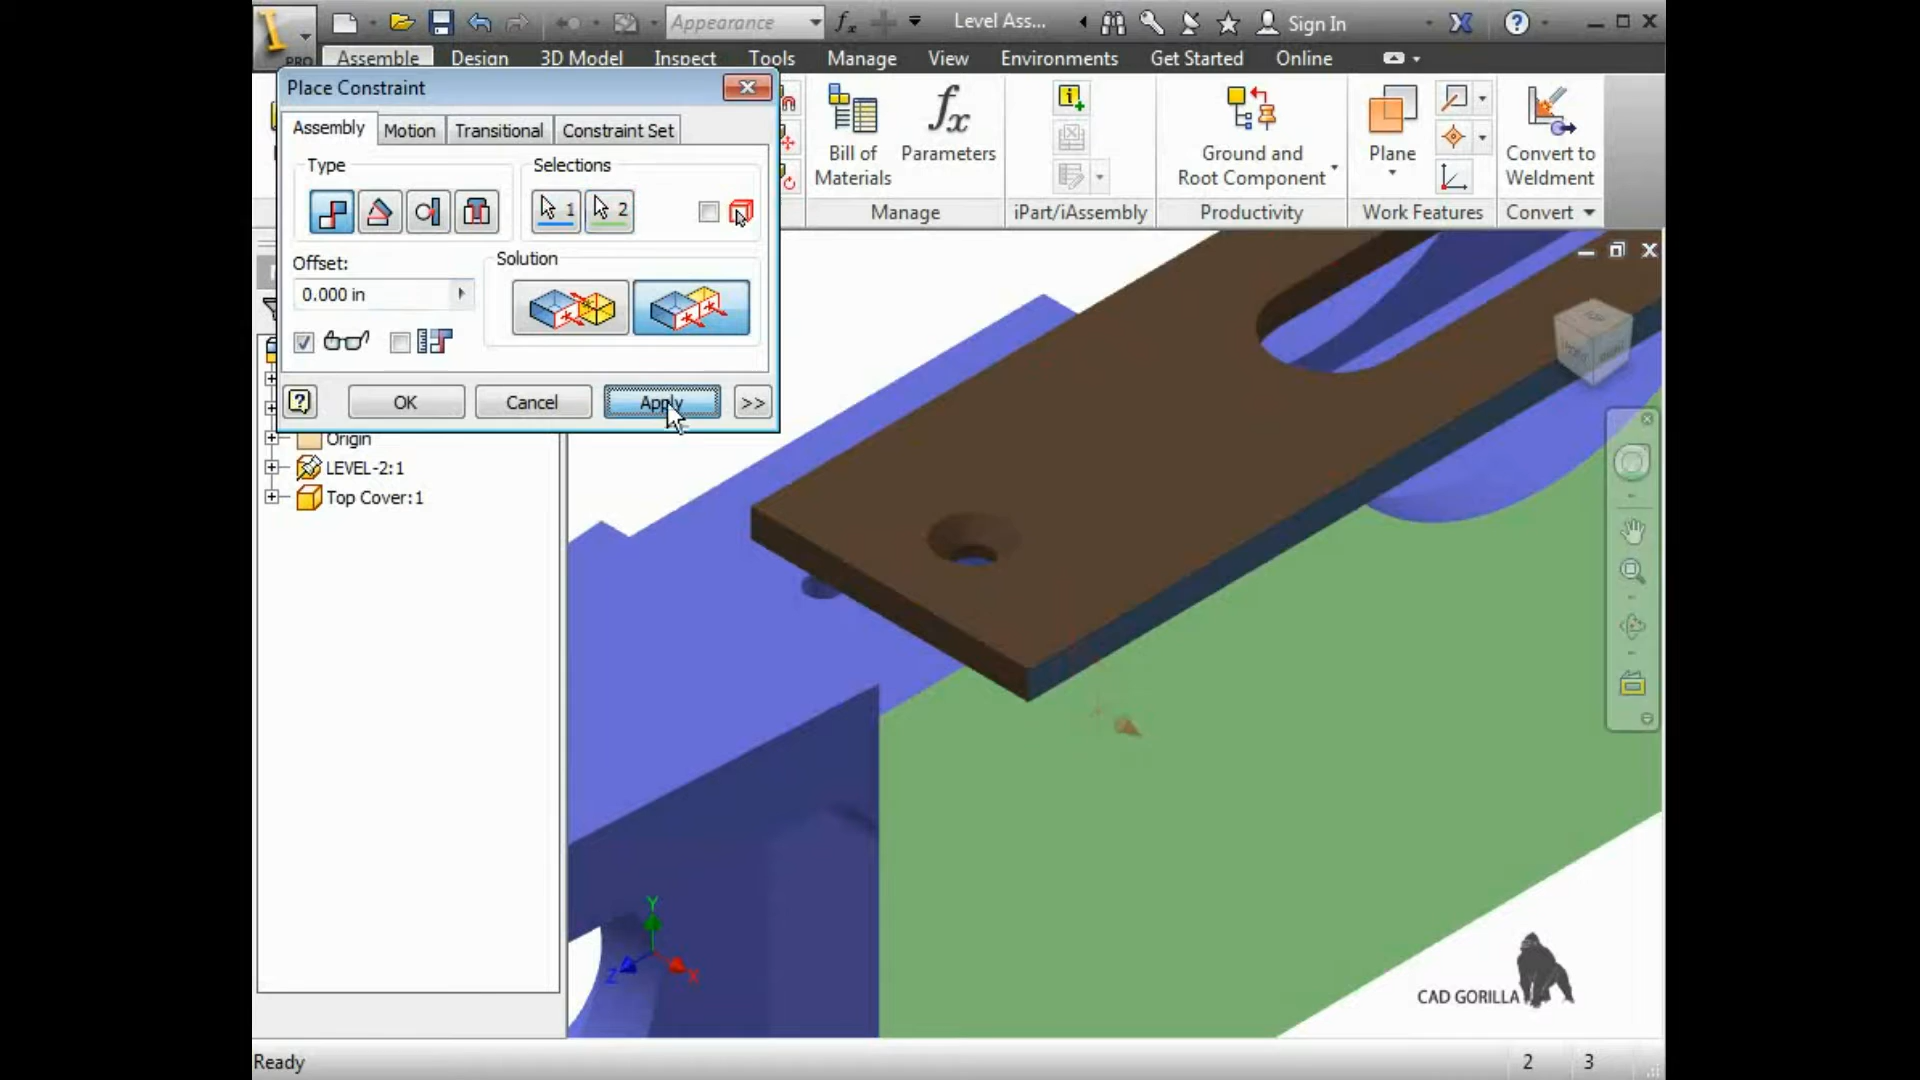 Appearance
Level Ass...
Sign In
PRO
Assemble
Design
3D Model
Inspect
Tools
Manage
View
Environments
Get Started
Online
Place Constraint
Assembly
Motion
Transitional
Constraint Set
Type
Selections
1
2
Offset:
0.000 in
Solution
OK
Cancel
Apply
>>
Bill of
Materials
Parameters
Manage
iPart/iAssembly
Ground and
Root Component
Productivity
Plane
Work Features
Convert to
Weldment
Convert
Origin
LEVEL-2:1
Top Cover:1
Y
Z
X
CAD GORILLA
Ready
2
3